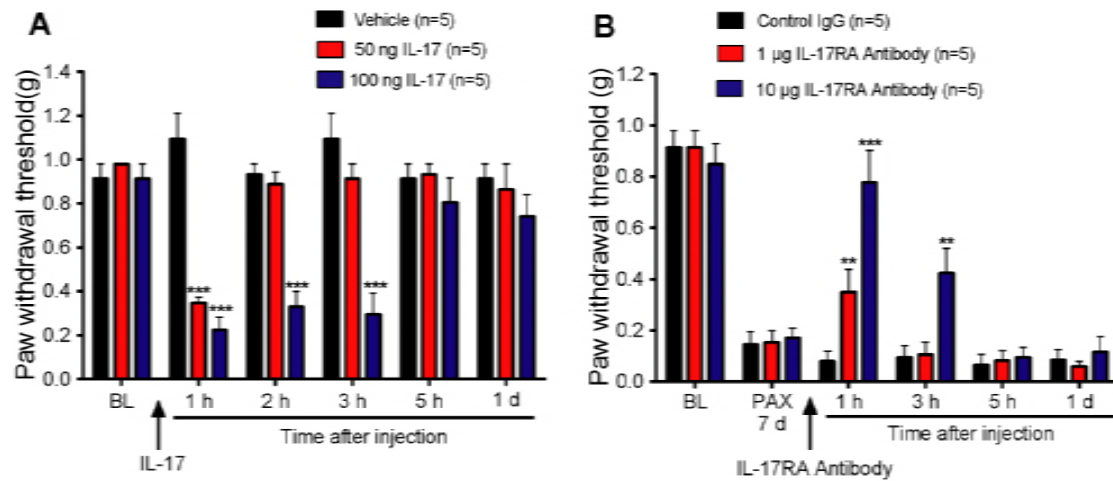 A
Vehicle (n=5)
50 ng IL-17 (n=5)
100 ng IL-17 (n=5)
Paw withdrawal threshold(g)
1.4
1.2
1.0
0.8
0.6
0.4
0.2
0.0
*** *** *** ***
BL 1 h 2 h 3 h 5 h 1 d
Time after injection
IL-17
B
Control IgG (n=5)
1 µg IL-17RA Antibody (n=5)
10 µg IL-17RA Antibody (n=5)
Paw withdrawal threshold (g)
1.2
1.0
0.8
0.6
0.4
0.2
0.0
** *** **
BL PAX 1 h 3 h 5 h 1 d
7 d
Time after injection
IL-17RA Antibody